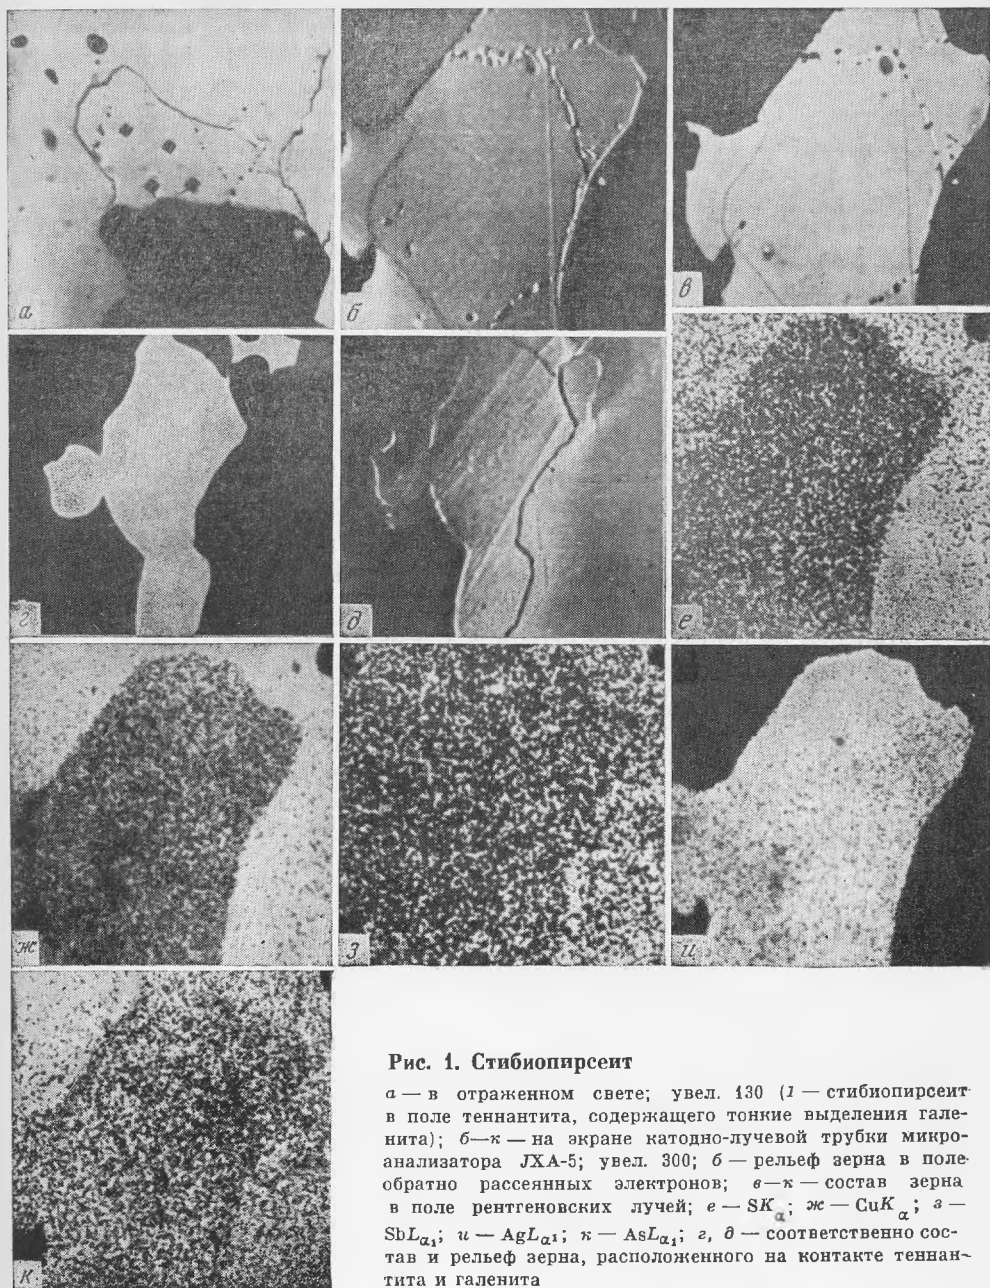 а
б
в
г
д
е
ж
з
и
к
Рис. 1. Стибиопирсеит
а — в отраженном свете; увел. 130 (1 — стибиопирсеит
в поле теннантита, содержащего тонкие выделения гале-
нита); б—к — на экране катодно-лучевой трубки микро-
анализатора JXA-5; увел. 300; б — рельеф зерна в поле
обратно рассеянных электронов; в—к — состав зерна
в поле рентгеновских лучей; е — SKα; ж — CuKα; з —
SbLα₁; и — AgLα¹; к — AsLα₁; г, д — соответственно сос-
тав и рельеф зерна, расположенного на контакте теннан-
тита и галенита